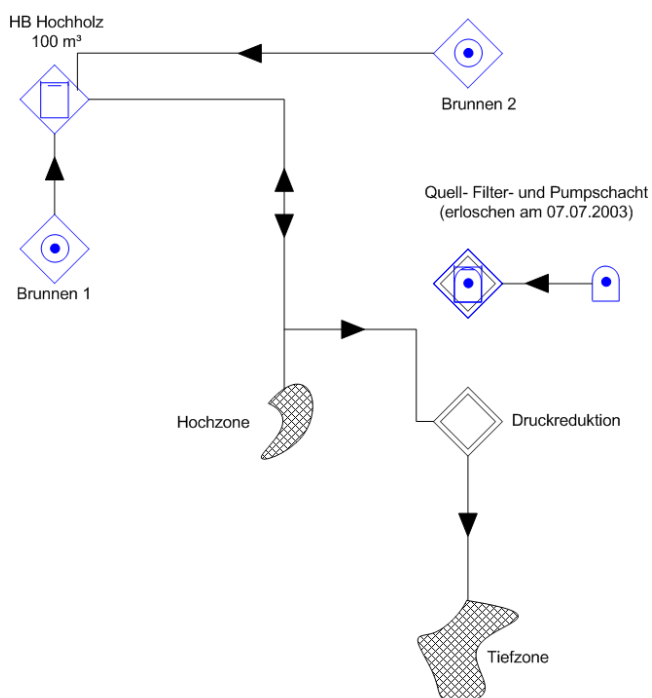 HB Hochholz
100 m³
Brunnen 2
Quell- Filter- und Pumpschacht
(erloschen am 07.07.2003)
Brunnen 1
Hochzone
Druckreduktion
Tiefzone